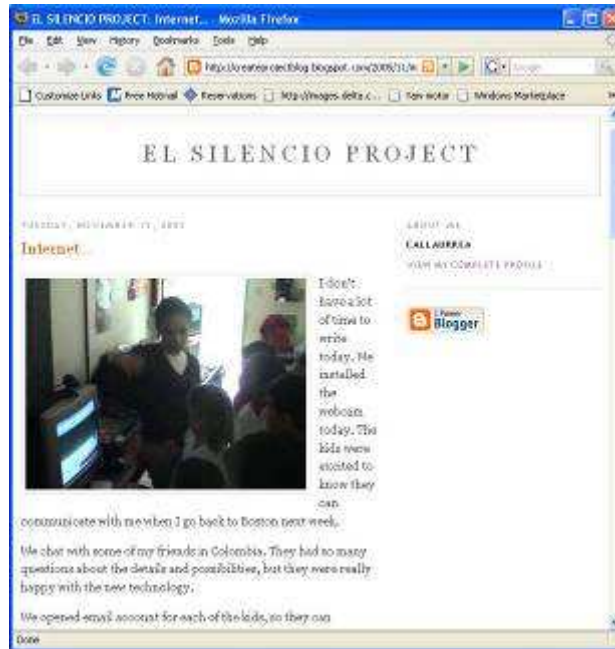 EL SILENCIO PROJECT: Internet... - Mozilla Firefox
File Edit View History Bookmarks Tools Help
Customize Links Free Hotmail Reservations Windows Marketplace
EL SILENCIO PROJECT
TUESDAY, NOVEMBER
Internet...
I don't
have a lot
of time to
write
today. We
installed
the
webcam
today. The
kids were
excited to
know they
can
communicate with me when I go back to Boston next week.
We chat with some of my friends in Colombia. They had so many
questions about the details and possibilities, but they were really
happy with the new technology.
We opened email account for each of the kids, so they can
ABOUT ME
VIEW MY COMPLETE PROFILE
I Power
Blogger
Done